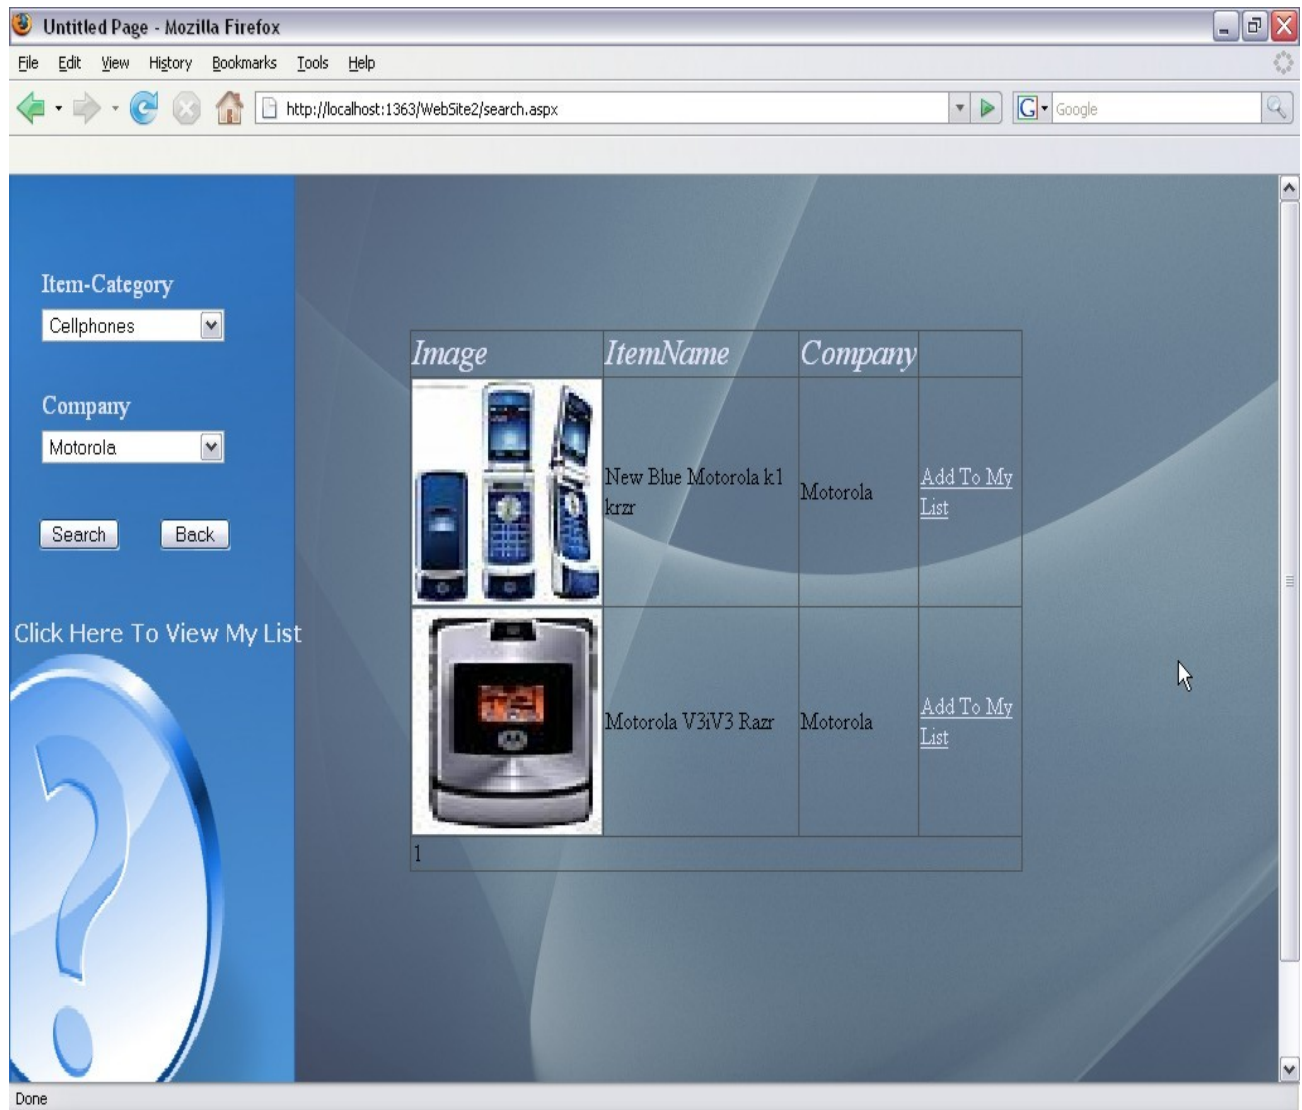 Untitled Page - Mozilla Firefox
File Edit View History Bookmarks Tools Help
http://localhost:1363/WebSite2/search.aspx
G Google
Item-Category
Cellphones
Company
Motorola
Search Back
Click Here To View My List
Image ItemName Company
New Blue Motorola k1
krzr
Motorola
Add To My
List
Motorola V3iV3 Razr
Motorola
Add To My
List
1
Done